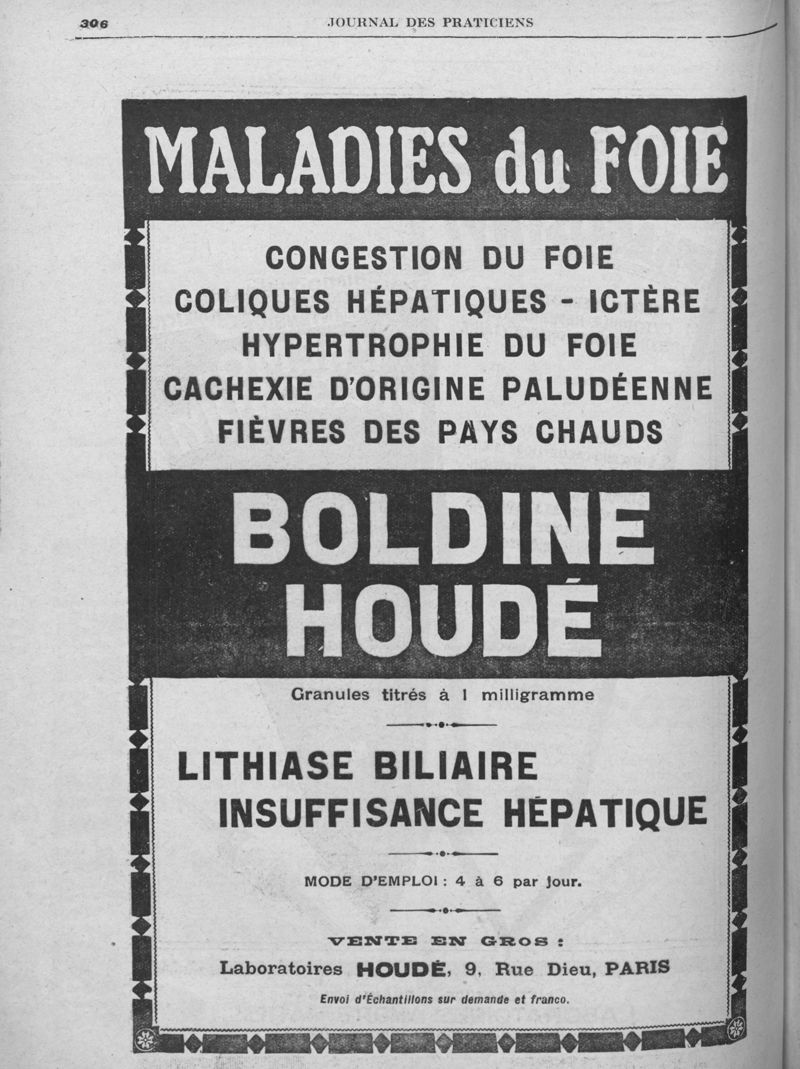 306
JOURNAL DES PRATICIENS
MALADIES du FOIE
CONGESTION DU FOIE
COLIQUES HÉPATIQUES - ICTÈRE
HYPERTROPHIE DU FOIE
CACHEXIE D'ORIGINE PALUDÉENNE
FIÈVRES DES PAYS CHAUDS
BOLDINE
HOUDÉ
Granules titrés à 1 milligramme
LITHIASE BILIAIRE
INSUFFISANCE HÉPATIQUE
MODE D'EMPLOI : 4 à 6 par jour.
VENTE EN GROS :
Laboratoires HOUDÉ, 9, Rue Dieu, PARIS
Envoi d'Échantillons sur demande et franco.